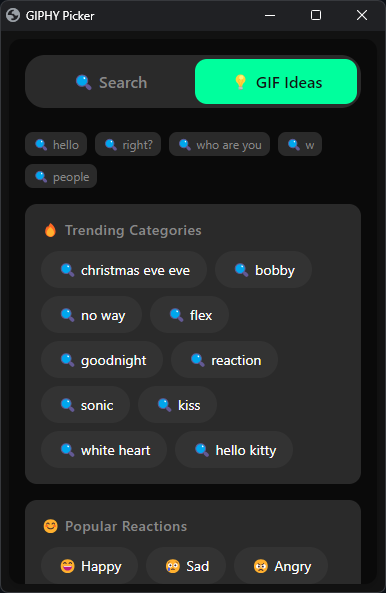 GIPHY Picker
Search GIF Ideas
hello right? who are you w
people
Trending Categories
christmas eve eve bobby
no way flex
goodnight reaction
sonic kiss
white heart hello kitty
Popular Reactions
Happy Sad Angry